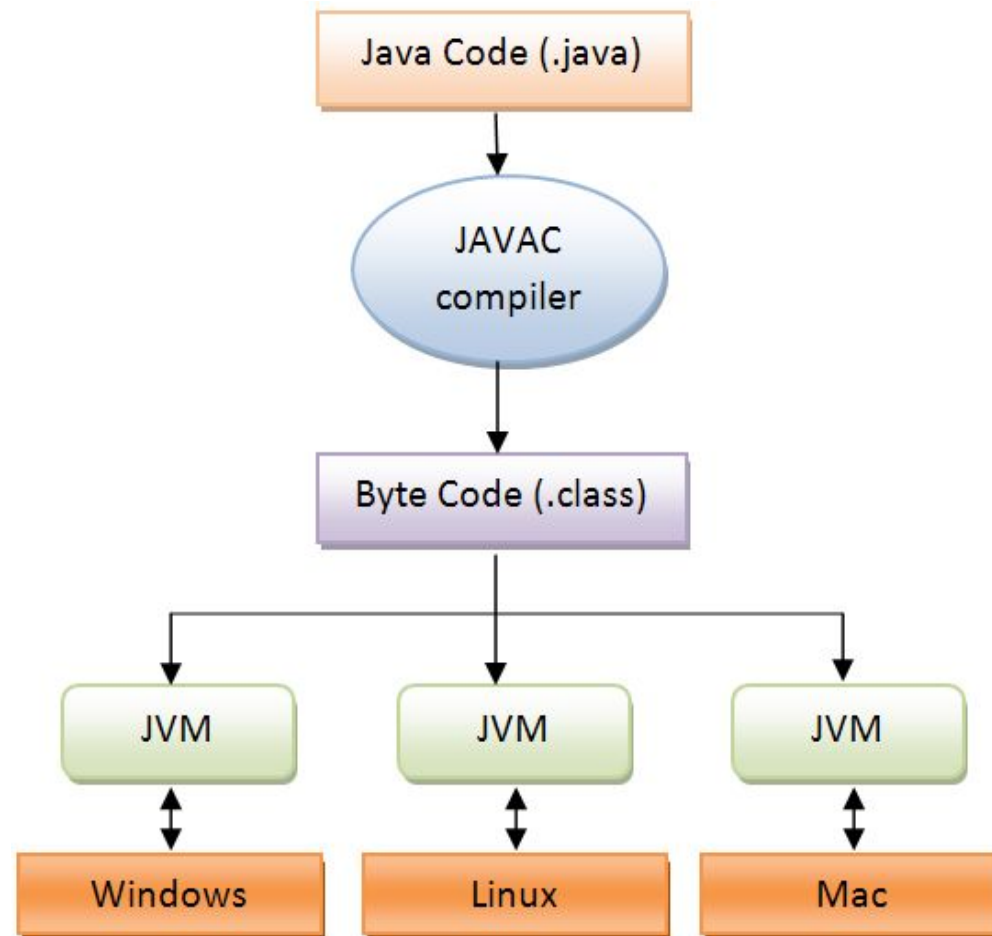 Java Code (.java)
JAVAC
compiler
Byte Code (.class)
JVM
JVM
JVM
Windows
Linux
Mac